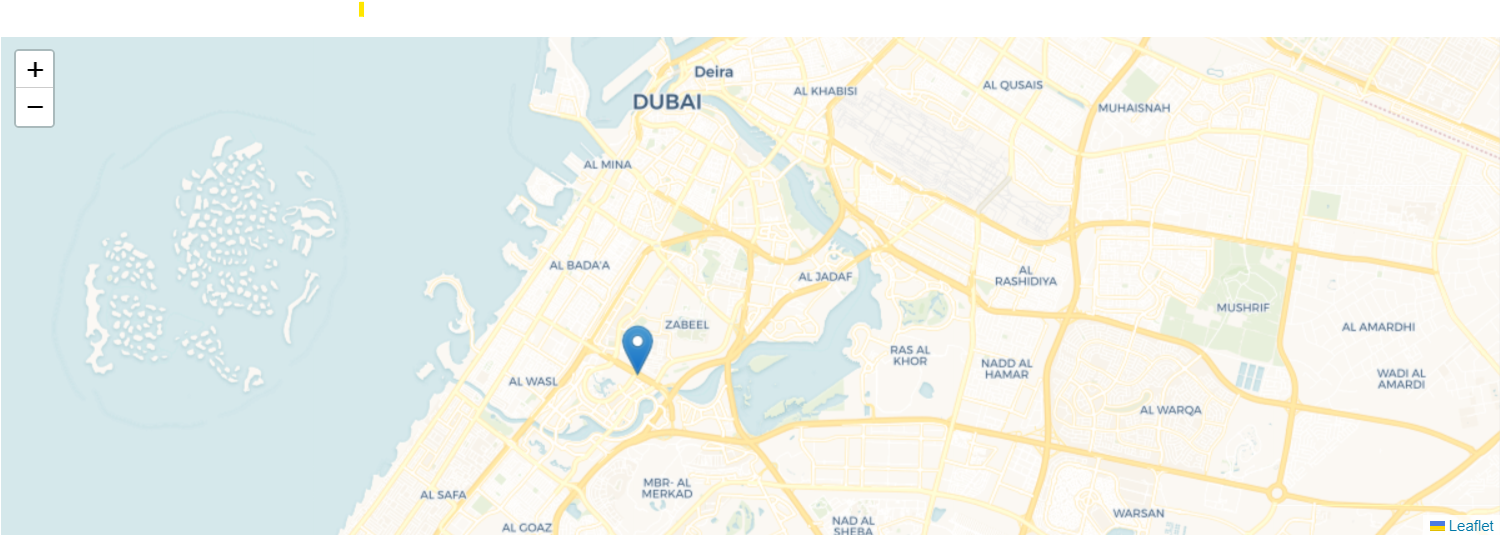 +
−
Deira
DUBAI
AL KHABISI
AL QUSAIS
MUHAISNAH
AL MINA
AL BADA'A
AL JADAF
AL
RASHIDIYA
MUSHRIF
ZABEEL
AL AMARDHI
RAS AL
KHOR
NADD AL
HAMAR
WADI AL
AMARDI
AL WASL
AL WARQA
MBR- AL
MERKAD
AL SAFA
AL GOAZ
NAD AL
SHEBA
WARSAN
Leaflet